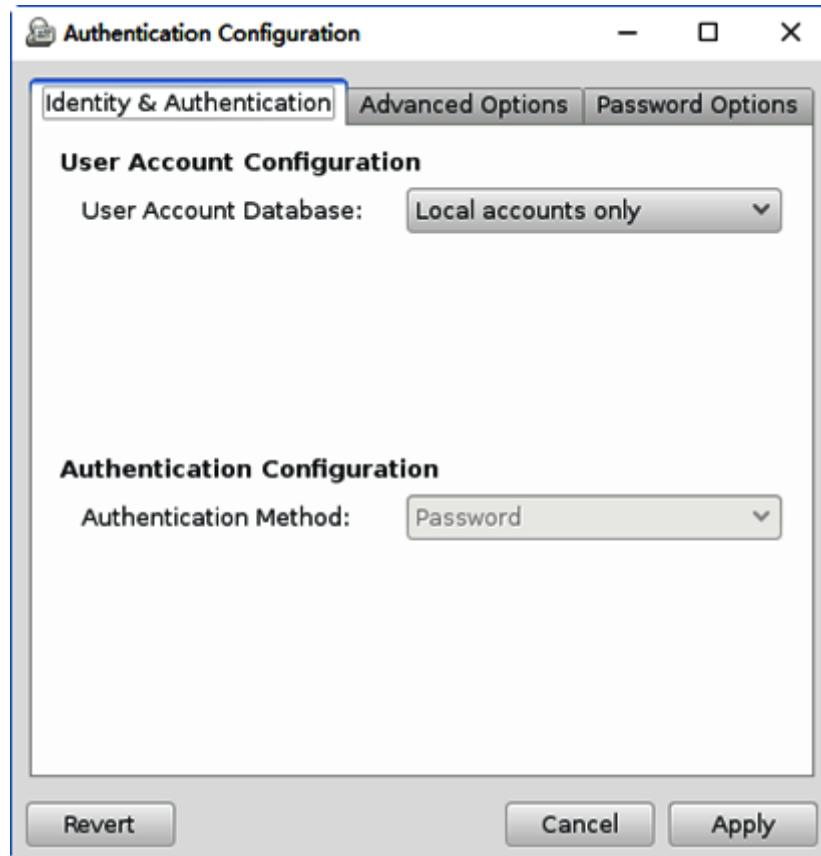 Authentication Configuration
Identity & Authentication Advanced Options Password Options
User Account Configuration
User Account Database: Local accounts only
Authentication Configuration
Authentication Method: Password
Revert Cancel Apply